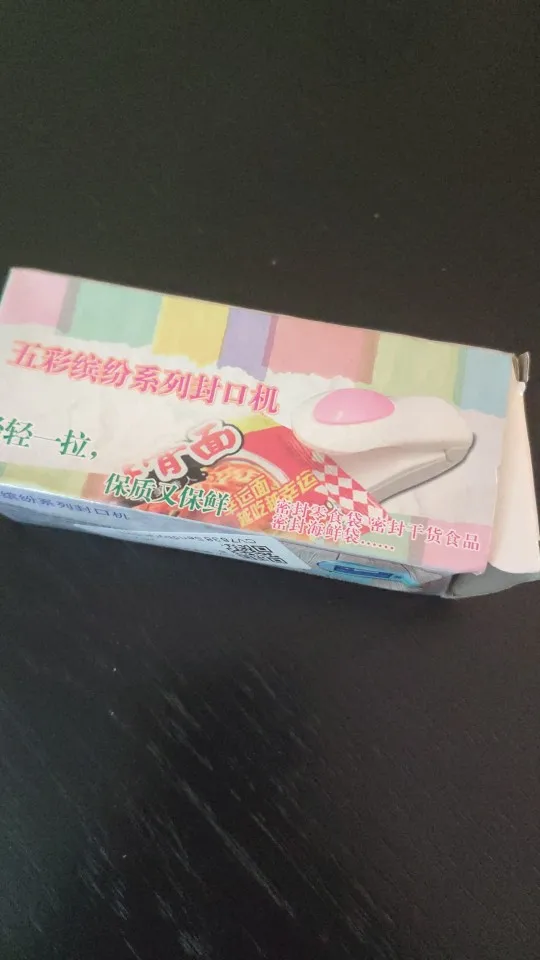 五彩缤纷系列封口机
轻一拉,
保质又保鲜
密封零食袋 密封干货食品
密封海鲜袋......
缤纷系列封口机